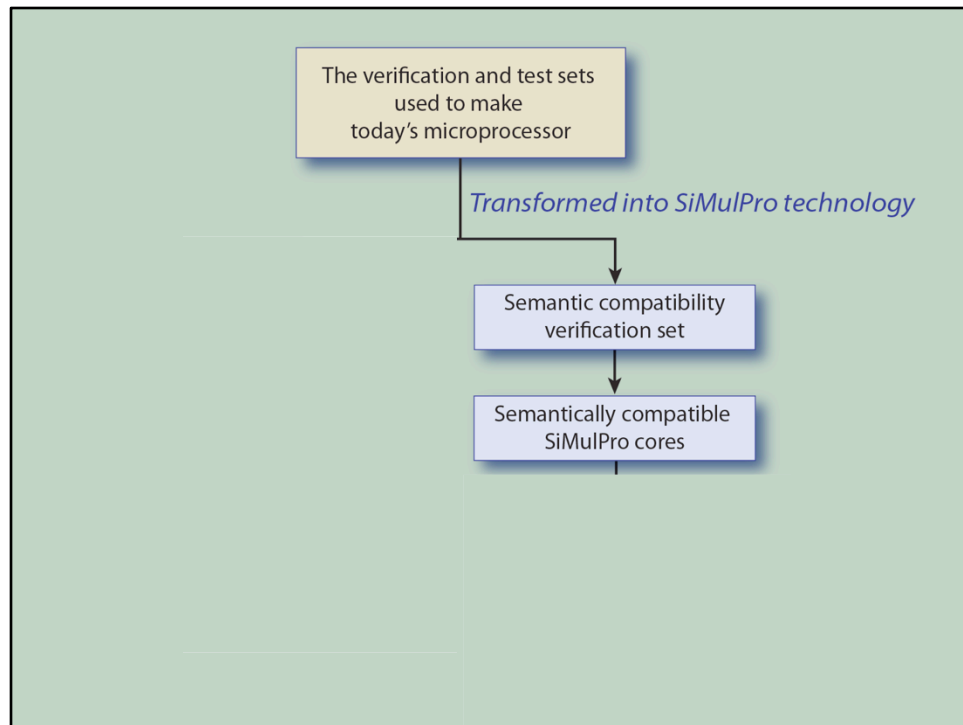 The verification and test sets
used to make
today's microprocessor
Transformed into SiMulPro technology
Semantic compatibility
verification set
Semantically compatible
SiMulPro cores